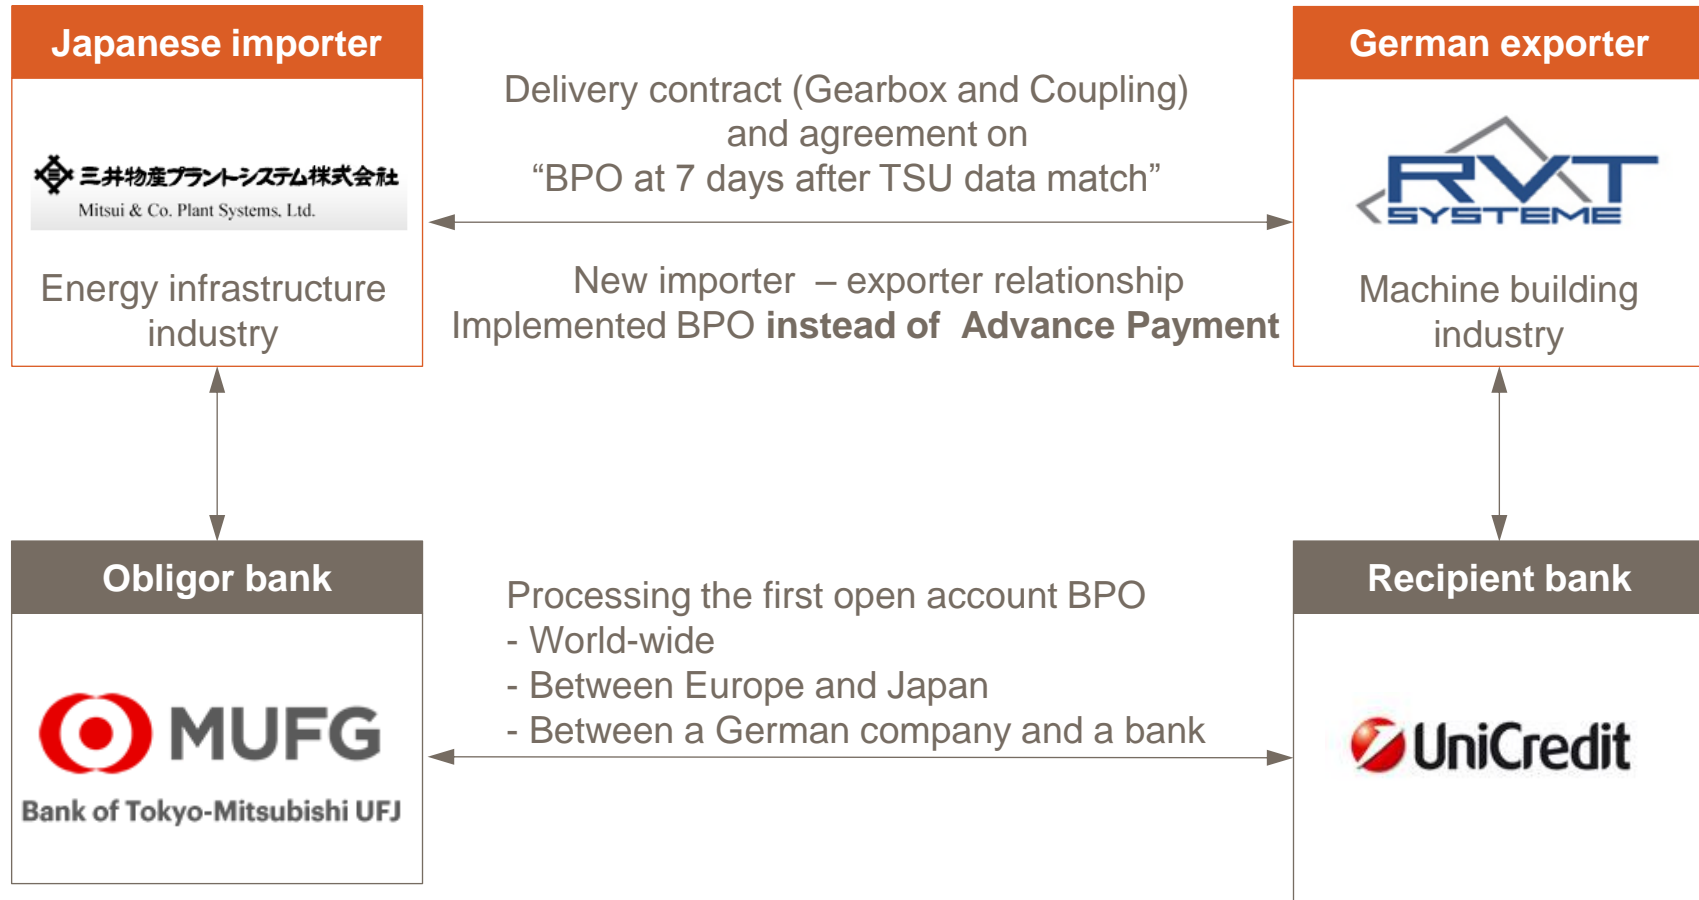 Japanese importer
三井物産プラントシステム株式会社
Mitsui & Co. Plant Systems, Ltd.
Energy infrastructure
industry
Delivery contract (Gearbox and Coupling)
and agreement on
“BPO at 7 days after TSU data match”
New importer – exporter relationship
Implemented BPO instead of Advance Payment
German exporter
RVT
SYSTEME
Machine building
industry
Obligor bank
MUFG
Bank of Tokyo-Mitsubishi UFJ
Processing the first open account BPO
- World-wide
- Between Europe and Japan
- Between a German company and a bank
Recipient bank
UniCredit